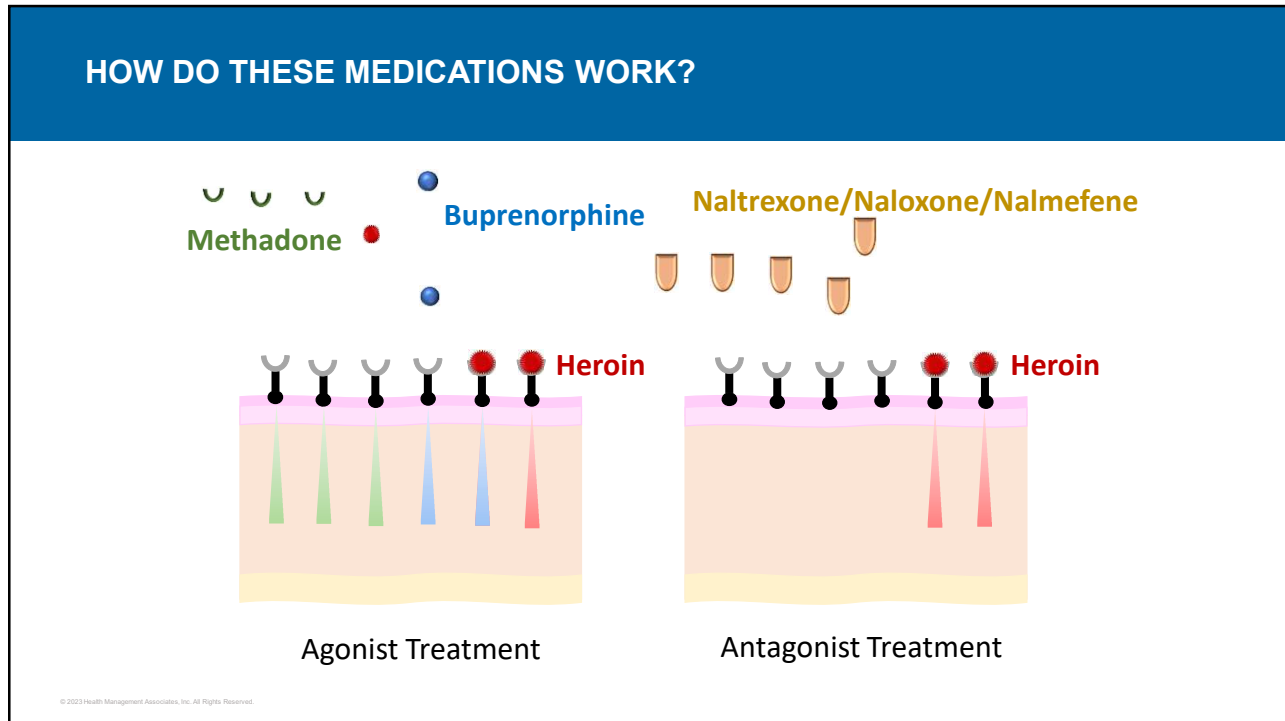 HOW DO THESE MEDICATIONS WORK?
Methadone
Buprenorphine
Naltrexone/Naloxone/Nalmefene
Heroin
Heroin
Agonist Treatment
Antagonist Treatment
© 2023 Health Management Associates, Inc. All Rights Reserved.